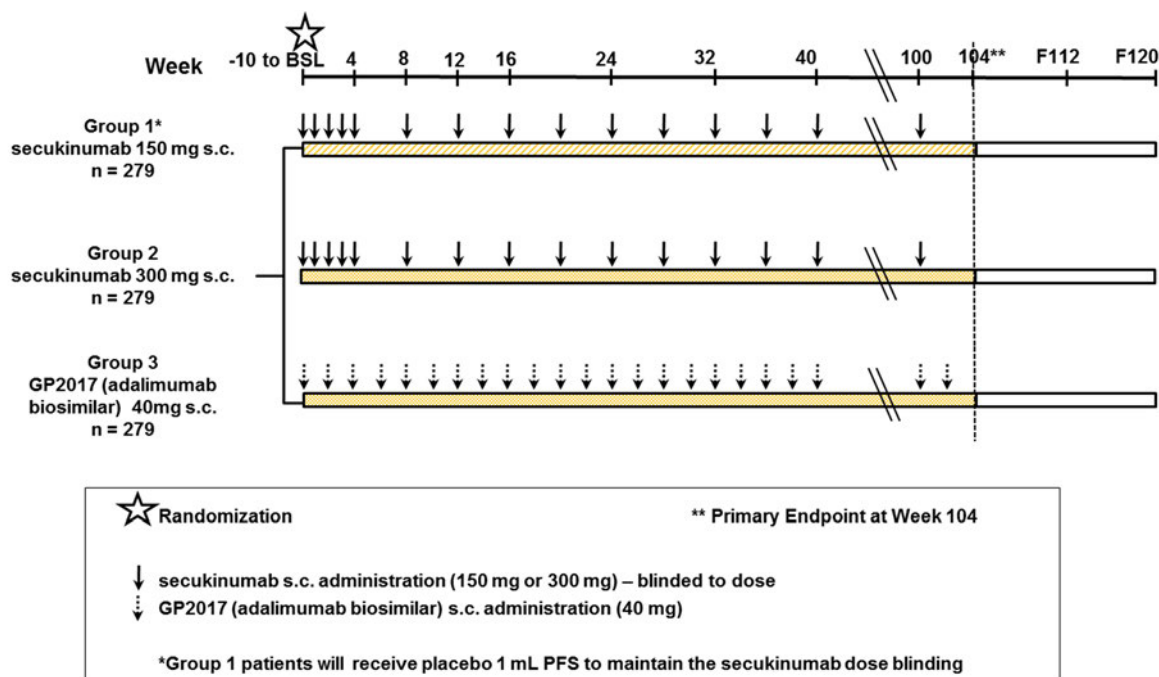 Week -10 to BSL 4 8 12 16 24 32 40 100 104** F112 F120
Group 1*
secukinumab 150 mg s.c.
n = 279
Group 2
secukinumab 300 mg s.c.
n = 279
Group 3
GP2017 (adalimumab
biosimilar) 40mg s.c.
n = 279
Randomization
** Primary Endpoint at Week 104
secukinumab s.c. administration (150 mg or 300 mg) – blinded to dose
GP2017 (adalimumab biosimilar) s.c. administration (40 mg)
*Group 1 patients will receive placebo 1 mL PFS to maintain the secukinumab dose blinding